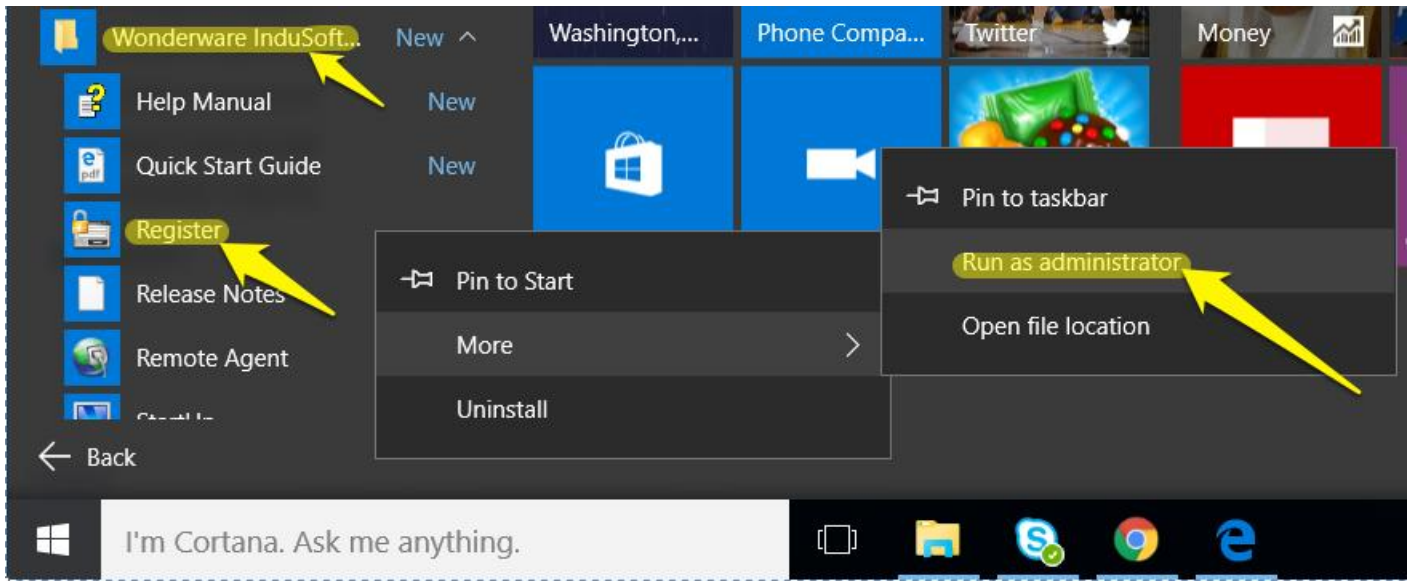 Wonderware InduSoft... New
Washington,...
Phone Compa...
Twitter
Money
Help Manual New
Quick Start Guide New
Register
Release Notes
Remote Agent
StartUp
Back
Pin to Start
More
Uninstall
Pin to taskbar
Run as administrator
Open file location
I'm Cortana. Ask me anything.